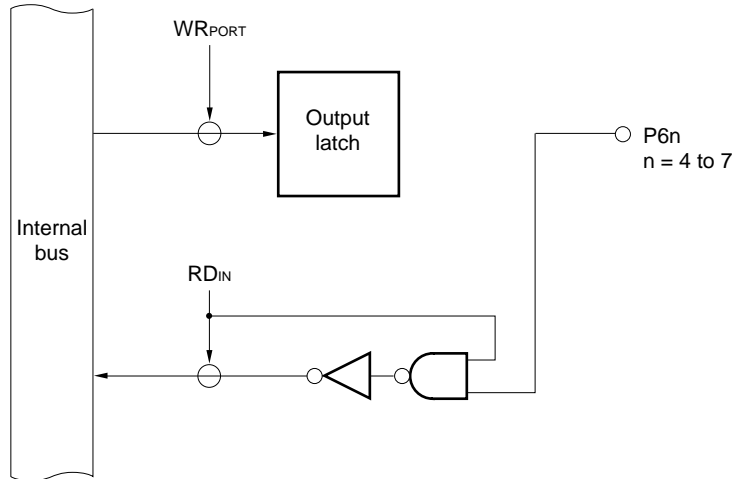 WRPORT
Output
latch
P6n
n = 4 to 7
Internal
bus
RDIN